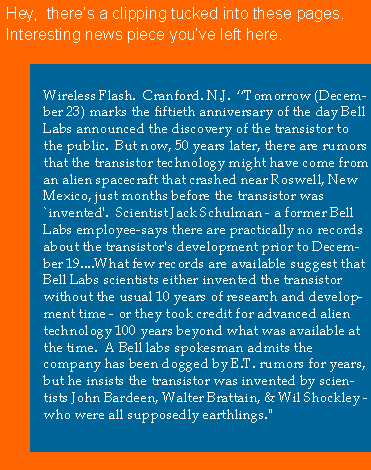 Hey,  there's a clipping tucked into these pages.
Interesting news piece you've left here.
Wireless Flash.  Cranford. N.J.  "Tomorrow (Decem-
ber 23) marks the fiftieth anniversary of the day Bell
Labs announced the discovery of the transistor to
the public. But now, 50 years later, there are rumors
that the transistor technology might have come from
an alien spacecraft that crashed near Roswell, New
Mexico, just months before the transistor was
`invented'.  Scientist Jack Schulman - a former Bell
Labs employee-says there are practically no records
about the transistor's development prior to Decem-
ber 19....What few records are available suggest that
Bell Labs scientists either invented the transistor
without the usual 10 years of research and develop-
ment time - or they took credit for advanced alien
technology 100 years beyond what was available at
the time.  A Bell labs spokesman admits the
company has been dogged by E.T. rumors for years,
but he insists the transistor was invented by scien-
tists John Bardeen, Walter Brattain, & Wil Shockley -
who were all supposedly earthlings."